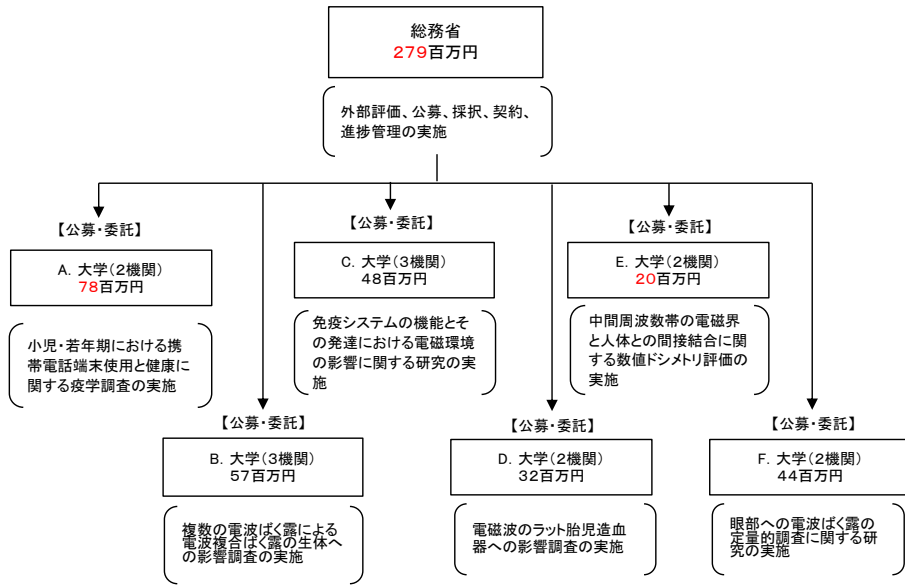 総務省
279百万円
外部評価、公募、採択、契約、
進捗管理の実施
【公募・委託】
A. 大学(2機関)
78百万円
小児・若年期における携
帯電話端末使用と健康に
関する疫学調査の実施
【公募・委託】
C. 大学(3機関)
48百万円
免疫システムの機能とそ
の発達における電磁環境
の影響に関する研究の実
施
【公募・委託】
E. 大学(2機関)
20百万円
中間周波数帯の電磁界
と人体との間接結合に関
する数値ドシメトリ評価の
実施
【公募・委託】
B. 大学(3機関)
57百万円
複数の電波ばく露による
電波複合ばく露の生体へ
の影響調査の実施
【公募・委託】
D. 大学(2機関)
32百万円
電磁波のラット胎児造血
器への影響調査の実施
【公募・委託】
F. 大学(2機関)
44百万円
眼部への電波ばく露の
定量的調査に関する研
究の実施